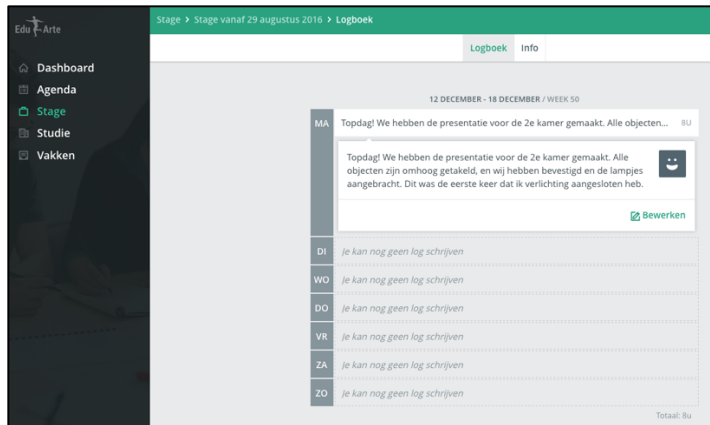 Edu Arte
Stage > Stage vanaf 29 augustus 2016 > Logboek
Logboek Info
Dashboard
Agenda
Stage
Studie
Vakken
12 DECEMBER - 18 DECEMBER / WEEK 50
MA Topdag! We hebben de presentatie voor de 2e kamer gemaakt. Alle objecten... 8U
Topdag! We hebben de presentatie voor de 2e kamer gemaakt. Alle
objecten zijn omhoog getakeld, en wij hebben bevestigd en de lampjes
aangebracht. Dit was de eerste keer dat ik verlichting aangesloten heb.
Bewerken
DI Je kan nog geen log schrijven
WO Je kan nog geen log schrijven
DO Je kan nog geen log schrijven
VR Je kan nog geen log schrijven
ZA Je kan nog geen log schrijven
ZO Je kan nog geen log schrijven
Totaal: 8u